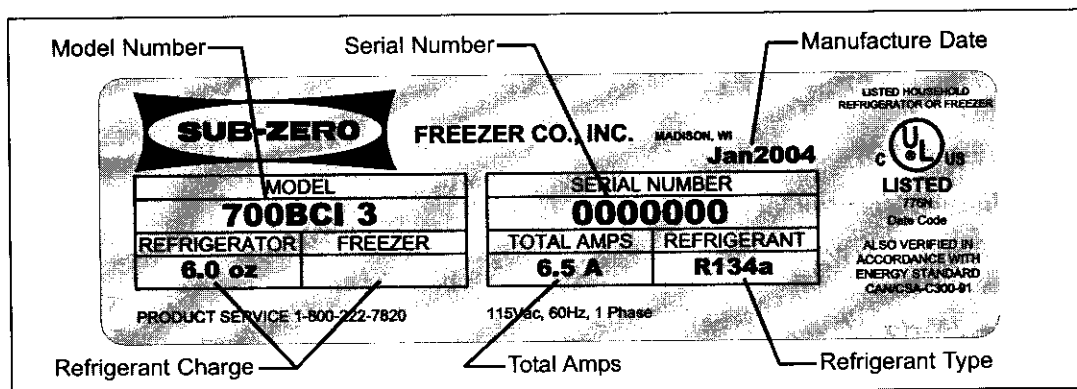 Model Number
Serial Number
Manufacture Date
LISTED HOUSEHOLD
REFRIGERATOR OR FREEZER
SUB-ZERO
FREEZER CO., INC. MADISON, WI
Jan2004
C UL US
LISTED
776N
Date Code
MODEL
700BCI 3
REFRIGERATOR FREEZER
6.0 oz
SERIAL NUMBER
0000000
TOTAL AMPS REFRIGERANT
6.5 A R134a
ALSO VERIFIED IN
ACCORDANCE WITH
ENERGY STANDARD
CAN/CSA-C300-91
PRODUCT SERVICE 1-800-222-7820
115Vac, 60Hz, 1 Phase
Refrigerant Charge
Total Amps
Refrigerant Type